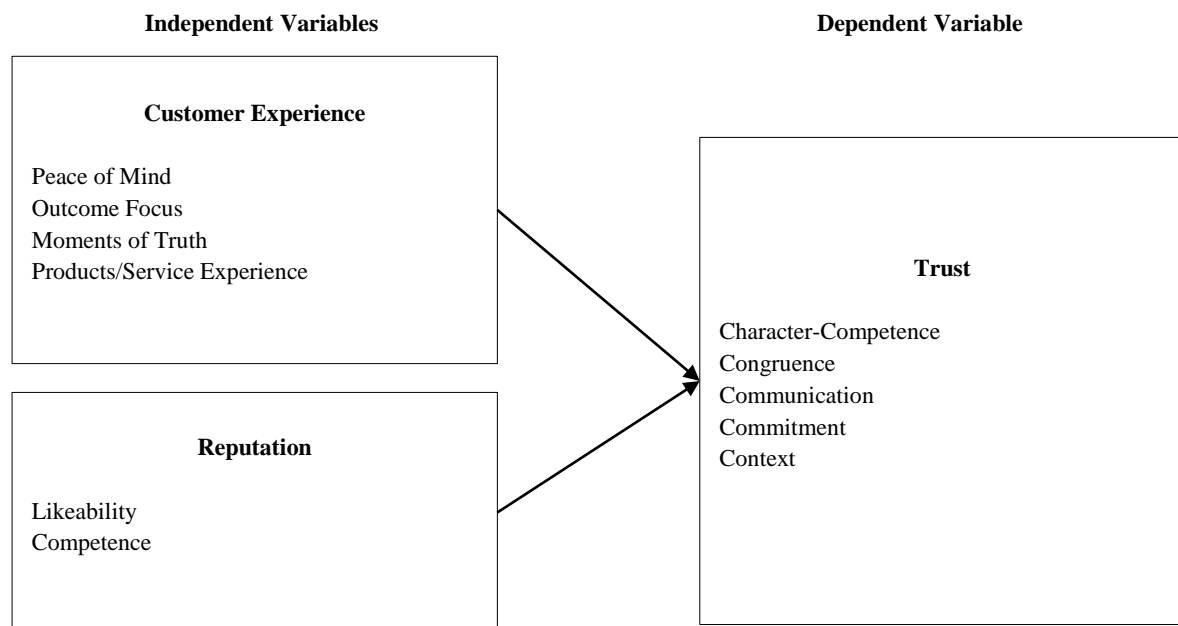 Independent Variables
Dependent Variable
Customer Experience
Peace of Mind
Outcome Focus
Moments of Truth
Products/Service Experience
Reputation
Likeability
Competence
Trust
Character-Competence
Congruence
Communication
Commitment
Context